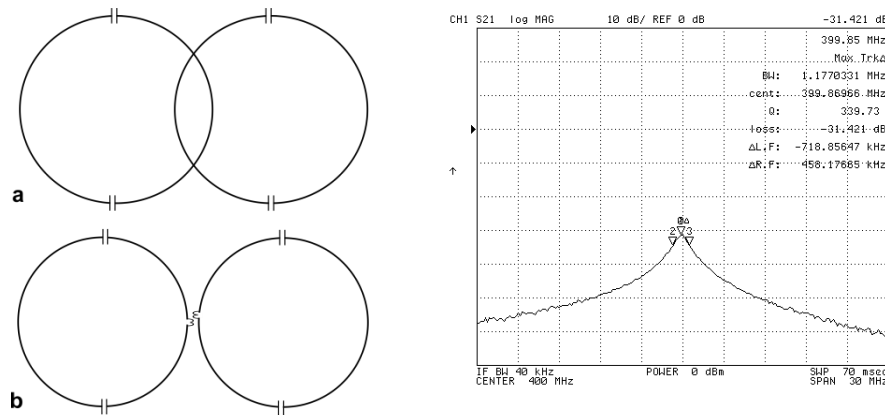 a
b
CH1 S21 log MAG 10 dB/ REF 0 dB -31.421 dB
399.85 MHz
Max Trk△
BW: 1.1770331 MHz
cent: 399.86966 MHz
Q: 339.73
loss: -31.421 dB
△L.F: -718.85647 kHz
△R.F: 458.17665 kHz
2 3
IF BW 40 kHz POWER 0 dBm SWP 70 msec
CENTER 400 MHz SPAN 30 MHz